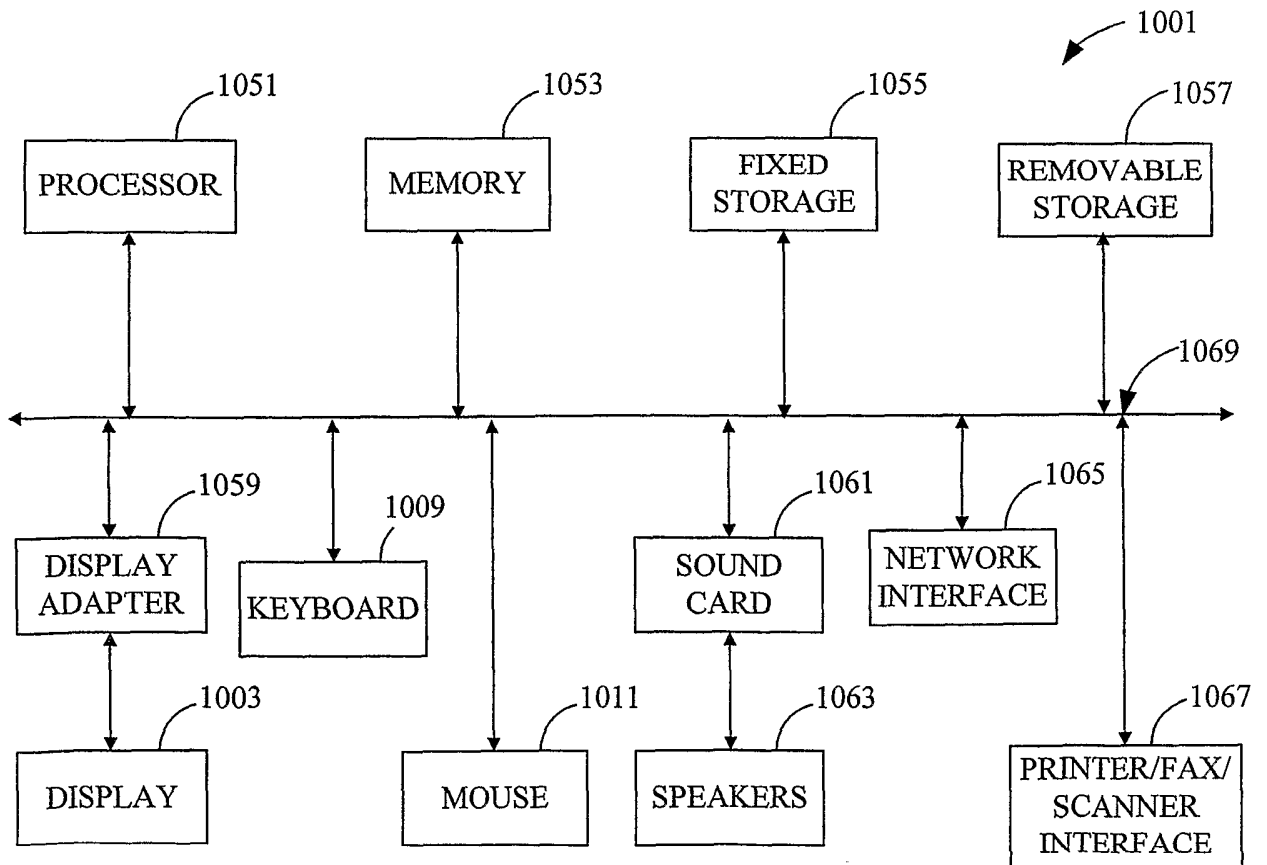 1001
1051
1053
1055
1057
PROCESSOR
MEMORY
FIXED
STORAGE
REMOVABLE
STORAGE
1069
1059
1009
1061
1065
DISPLAY
ADAPTER
KEYBOARD
SOUND
CARD
NETWORK
INTERFACE
1003
1011
1063
1067
DISPLAY
MOUSE
SPEAKERS
PRINTER/FAX/
SCANNER
INTERFACE